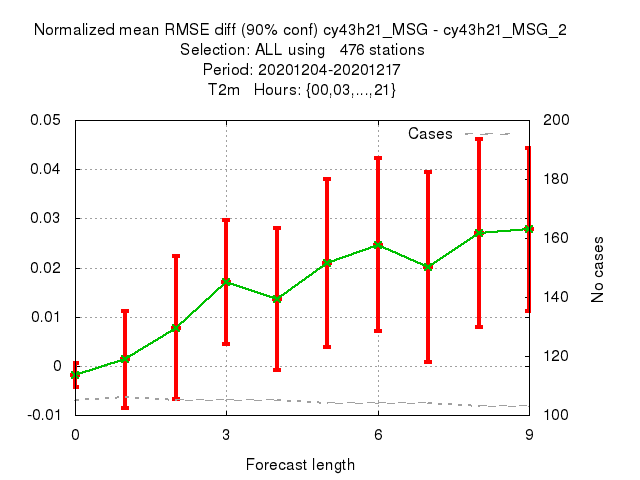 Normalized mean RMSE diff (90% conf) cy43h21_MSG - cy43h21_MSG_2
Selection: ALL using   476 stations
Period: 20201204-20201217
T2m   Hours: {00,03,...,21}
Cases
0.05
0.04
0.03
0.02
0.01
0
-0.01
200
180
160
140
120
100
No cases
0
3
6
9
Forecast length